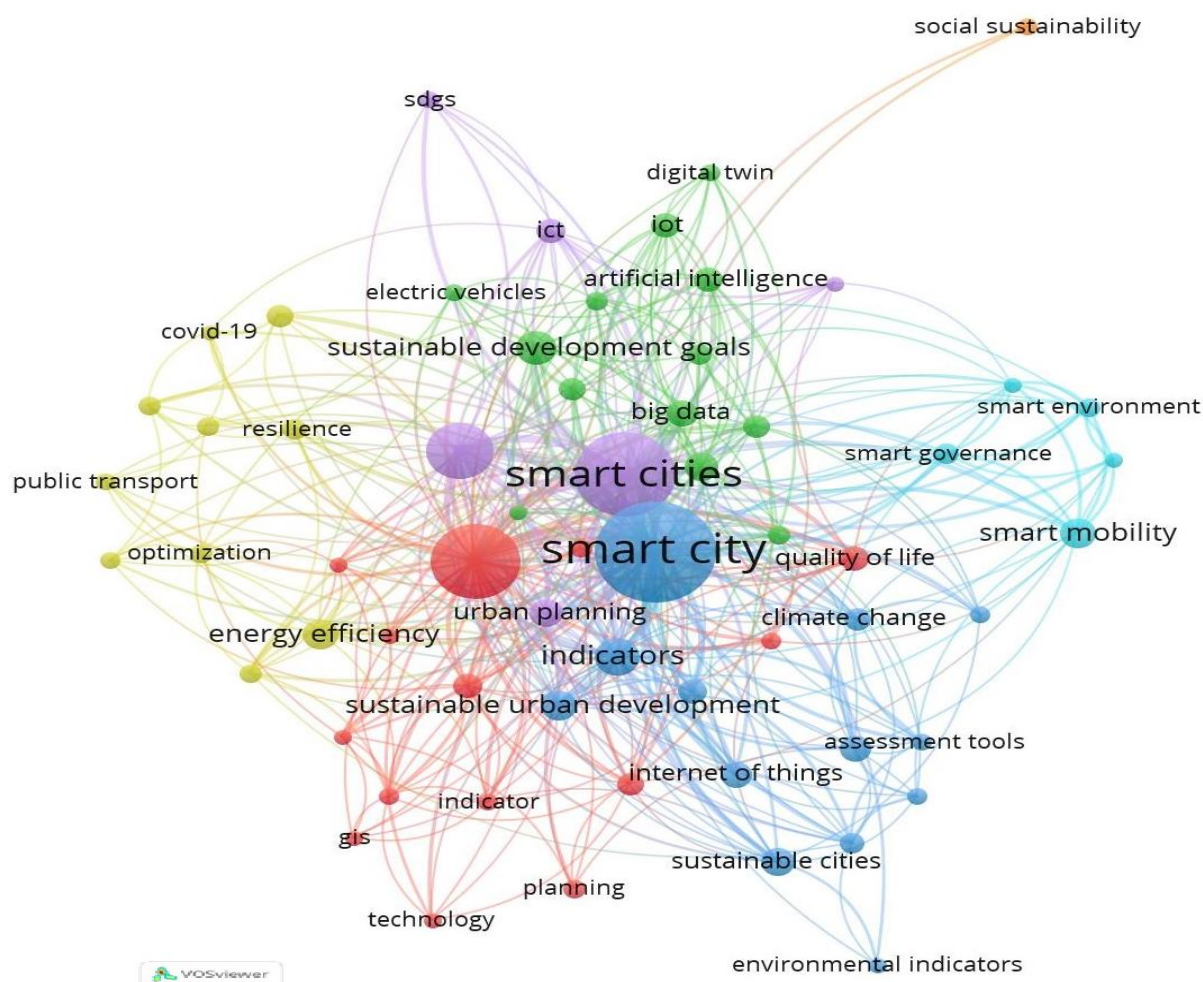 social sustainability
sdgs
digital twin
iot
ict
artificial intelligence
electric vehicles
covid-19
sustainable development goals
smart environment
big data
resilience
smart governance
smart cities
public transport
smart mobility
smart city
optimization
quality of life
urban planning
climate change
energy efficiency
indicators
sustainable urban development
assessment tools
internet of things
indicator
gis
sustainable cities
planning
technology
environmental indicators
VOSviewer